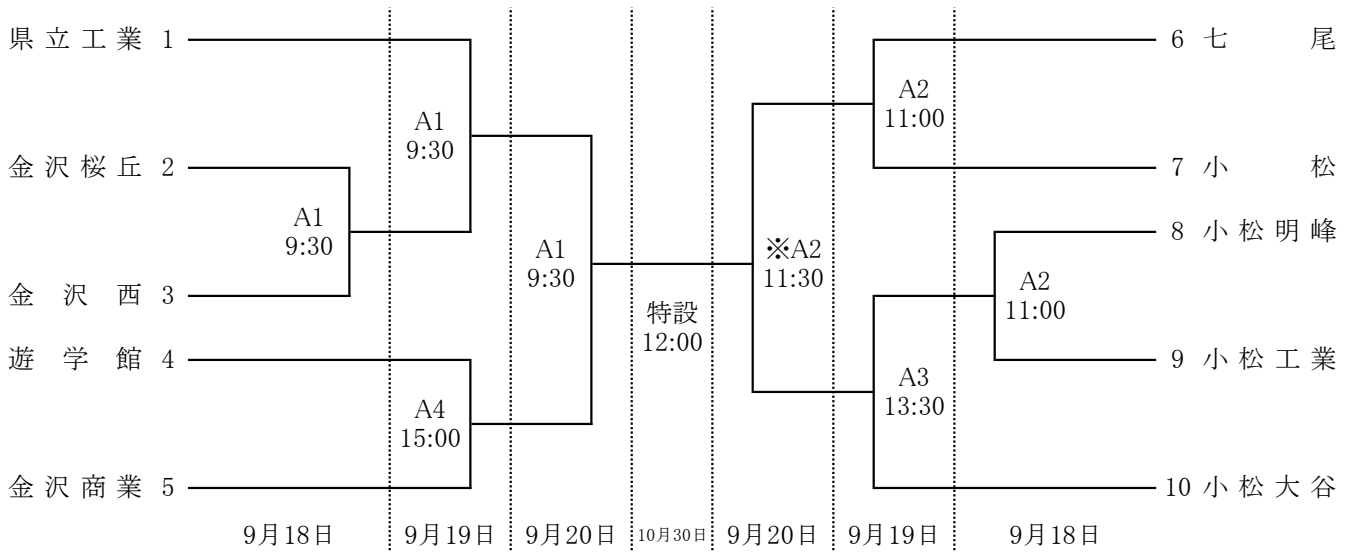 県立工業 1
金沢桜丘 2
金沢西 3
遊学館 4
金沢商業 5
A1
9:30
A1
9:30
A4
15:00
A1
9:30
特設
12:00
※A2
11:30
A2
11:00
A3
13:30
A2
11:00
6 七尾
7 小松
8 小松明峰
9 小松工業
10 小松大谷
9月18日 9月19日 9月20日 10月30日 9月20日 9月19日 9月18日